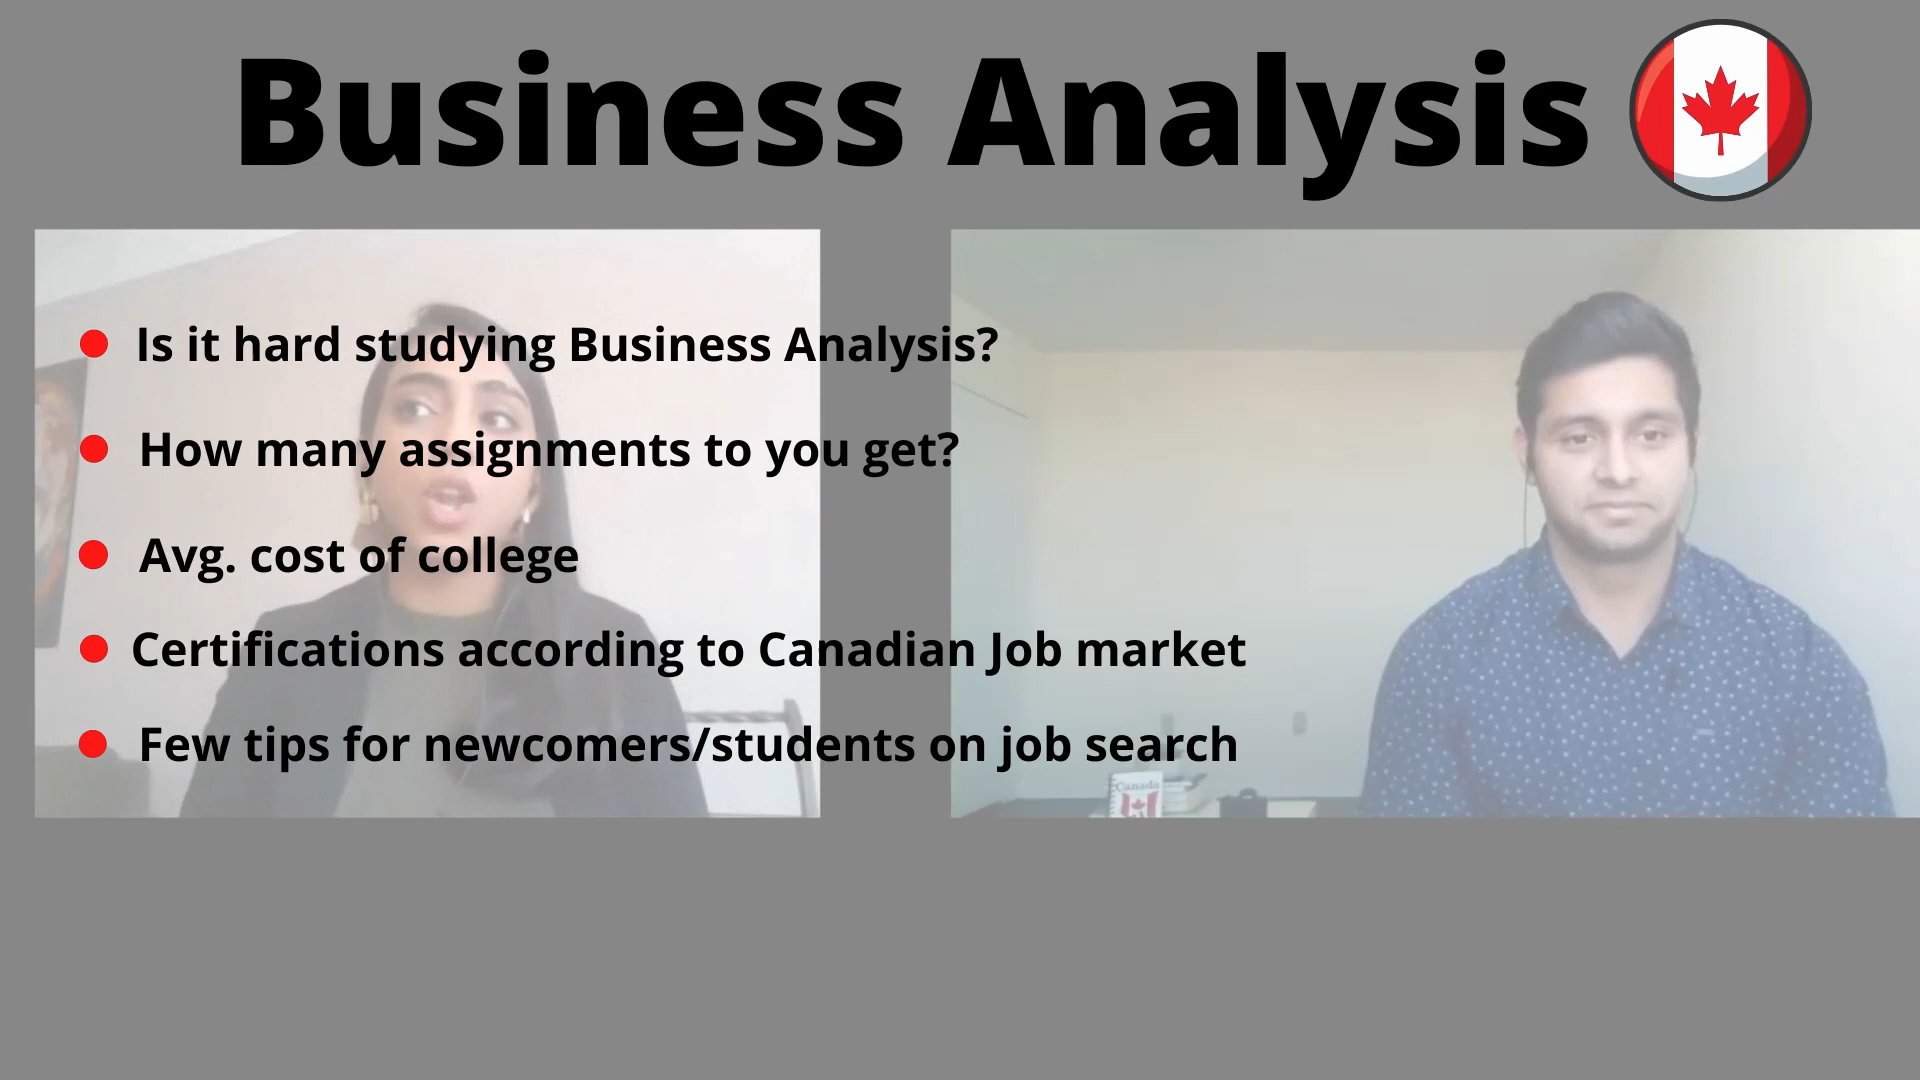 Business Analysis
Is it hard studying Business Analysis?
How many assignments to you get?
Avg. cost of college
Certifications according to Canadian Job market
Few tips for newcomers/students on job search
Canada